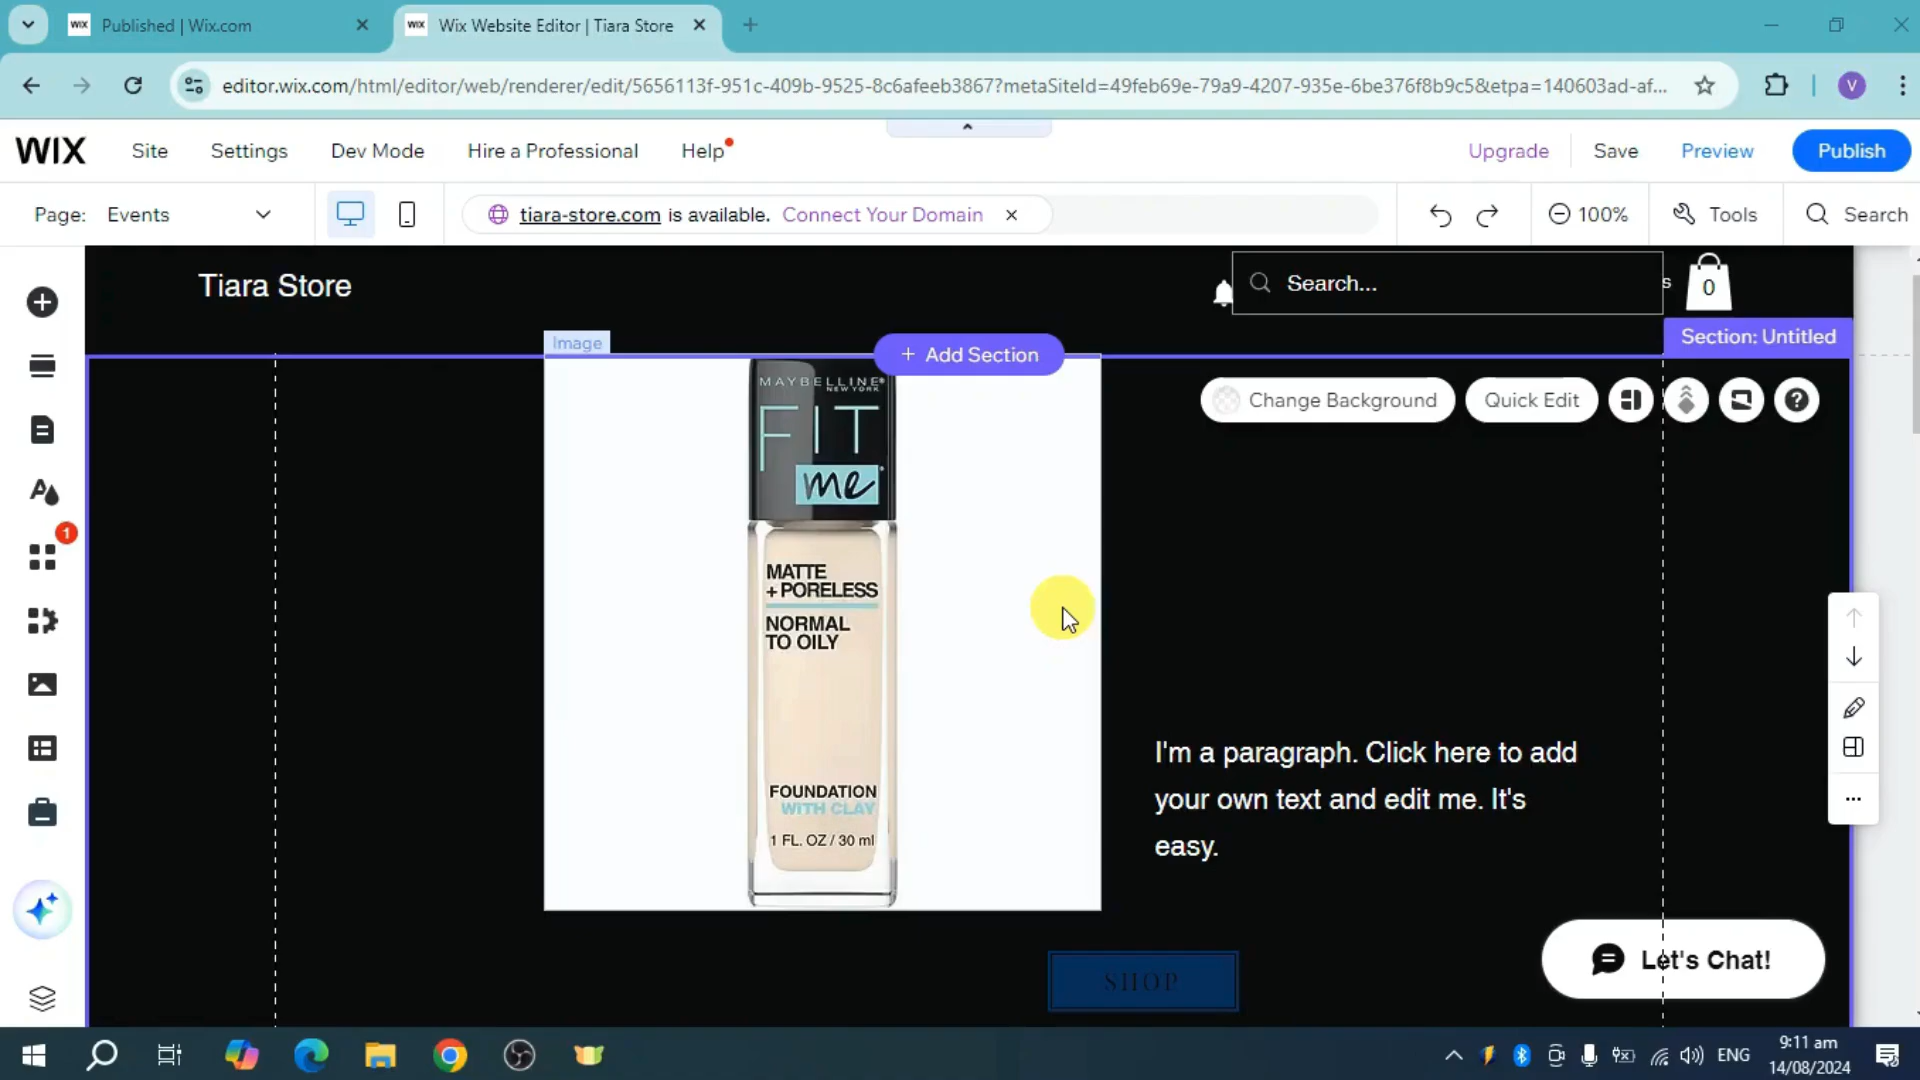 WIX Published | Wix.com
WIX Wix Website Editor | Tiara Store
editor.wix.com/html/editor/web/renderer/edit/5656113f-951c-409b-9525-8c6afeeb3867?metaSiteId=49feb69e-79a9-4207-935e-6be376f8b9c5&etpa=140603ad-af...
V
WIX Site Settings Dev Mode Hire a Professional Help Upgrade Save Preview Publish
Page: Events tiara-store.com is available. Connect Your Domain 100% Tools Search
Tiara Store Search... s 0
Image + Add Section Section: Untitled
Change Background Quick Edit ?
MAYBELLINE®
NEW YORK
FIT
me®
1
MATTE
+ PORELESS
NORMAL
TO OILY
FOUNDATION
WITH CLAY
1 FL. OZ / 30 ml
I'm a paragraph. Click here to add
your own text and edit me. It's
easy.
SHOP
Let's Chat!
ENG
9:11 am
14/08/2024